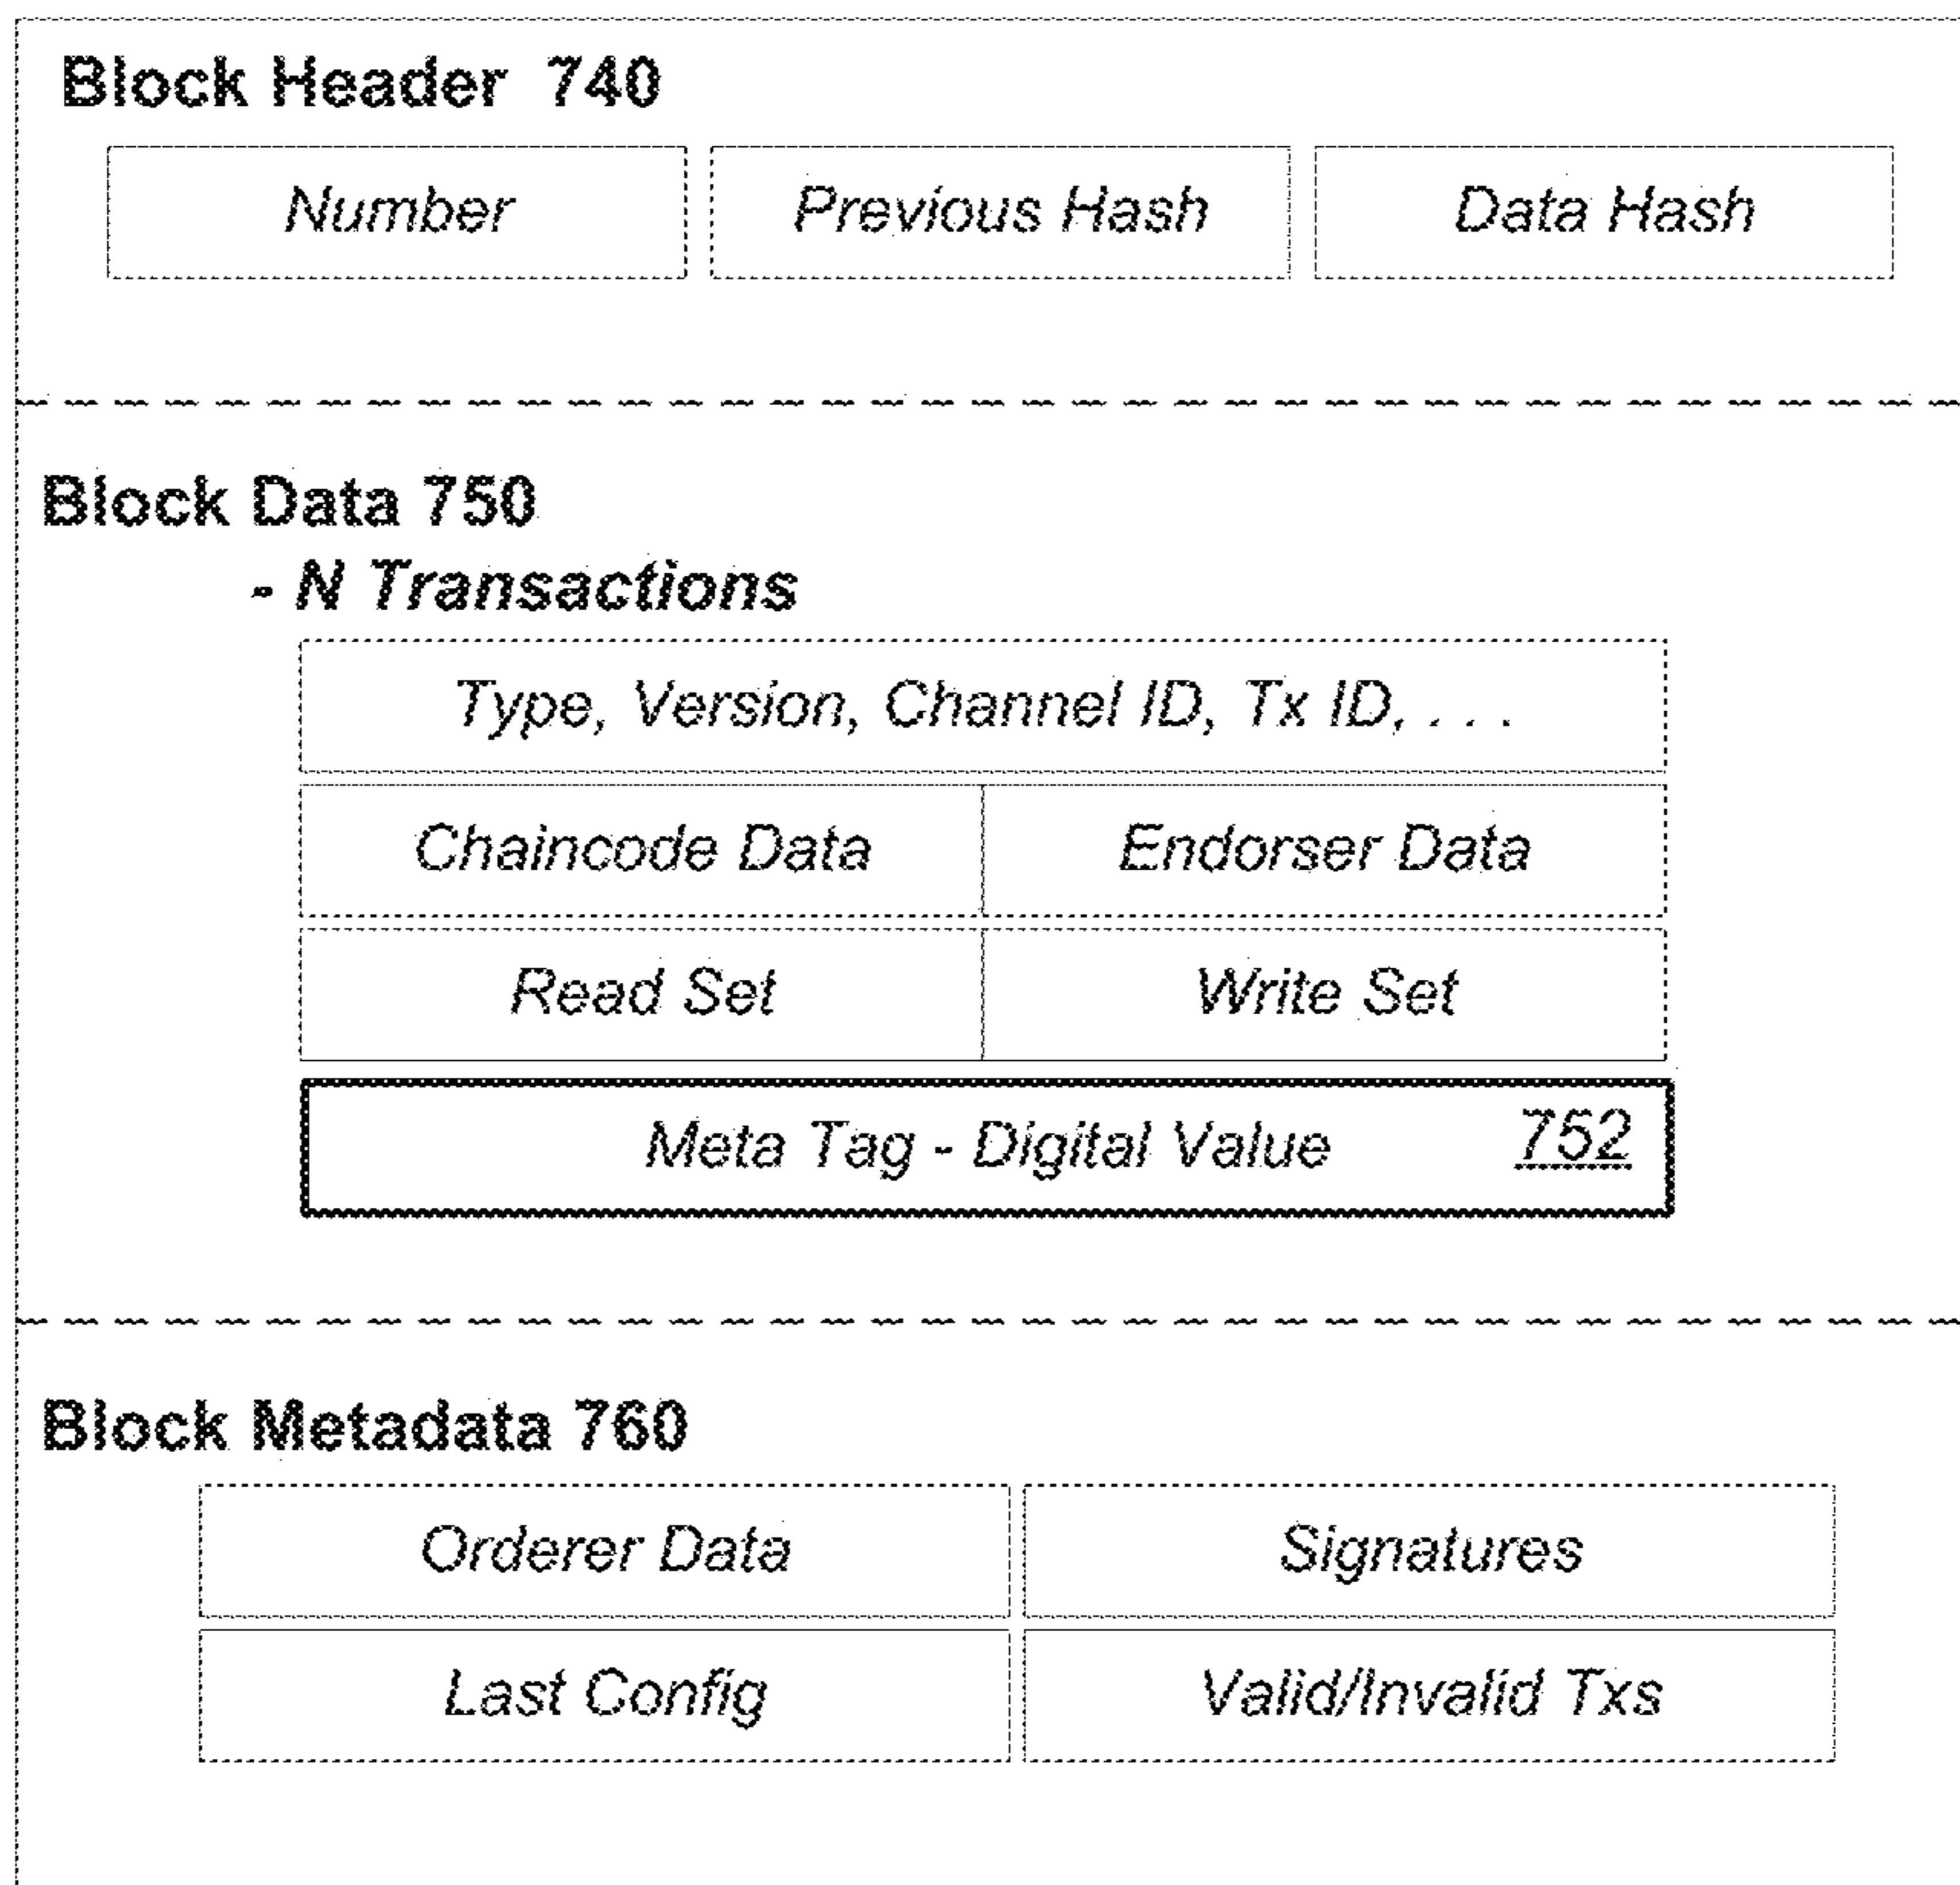 Block Header 740
Number Previous Hash Data Hash
Block Data 750
- N Transactions
Type, Version, Channel ID, Tx ID, . . .
Chaincode Data Endorser Data
Read Set Write Set
Meta Tag - Digital Value 752
Block Metadata 760
Orderer Data Signatures
Last Config Valid/Invalid Txs